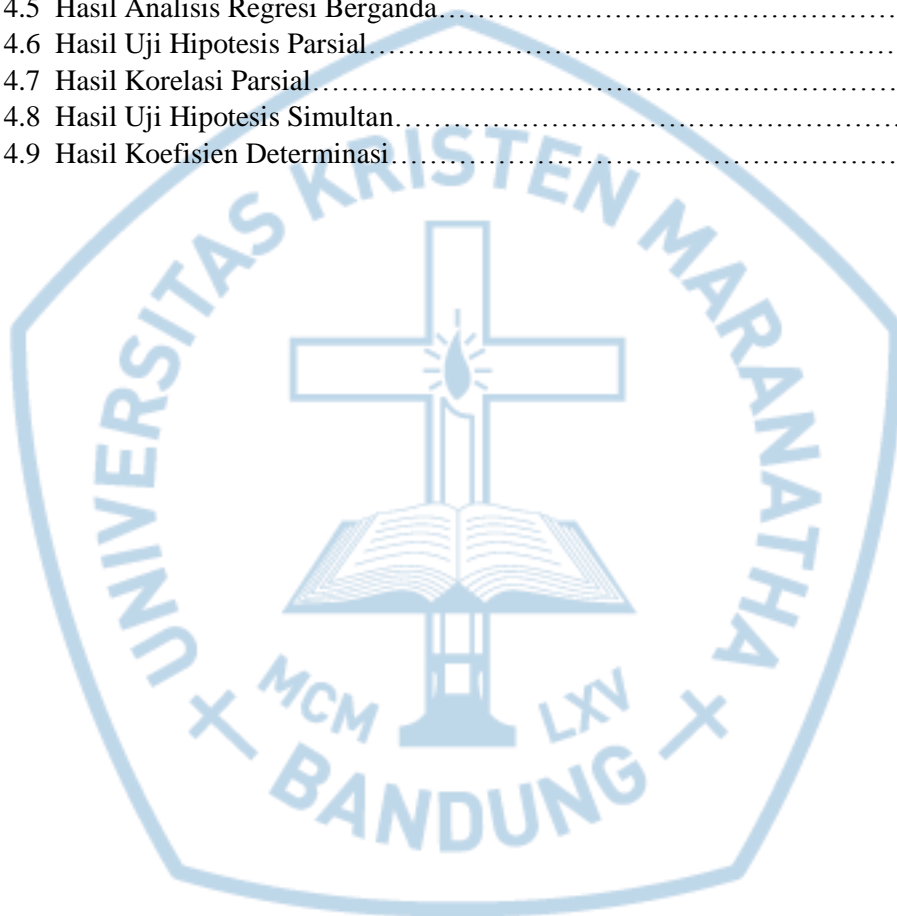 4.5 Hasil Analisis Regresi Berganda……………………………………………
4.6 Hasil Uji Hipotesis Parsial……………………………………………………
4.7 Hasil Korelasi Parsial…………………………………………………………
4.8 Hasil Uji Hipotesis Simultan…………………………………………………
4.9 Hasil Koefisien Determinasi…………………………………………………
UNIVERSITAS KRISTEN MARANATHA
MCM LXV
BANDUNG